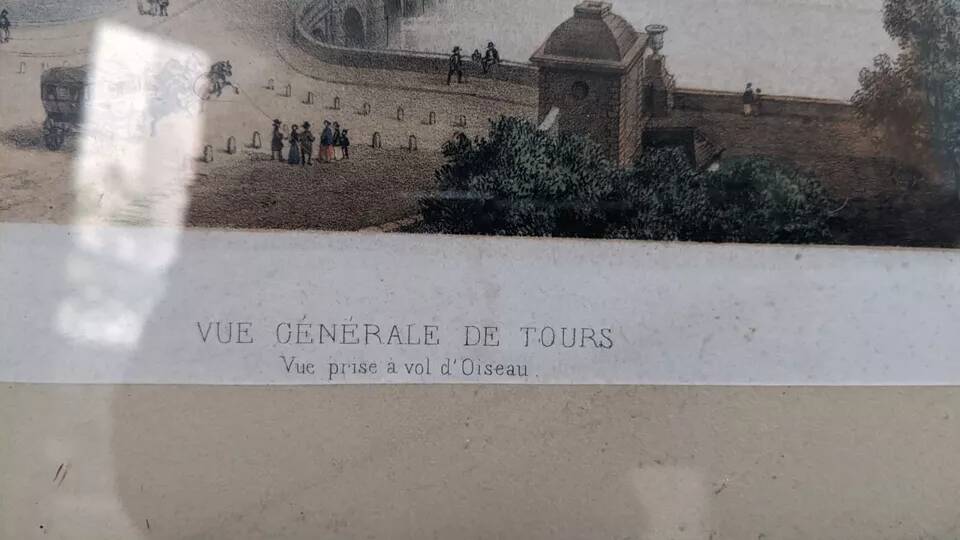 VUE GÉNÉRALE DE TOURS
Vue prise à vol d'Oiseau.